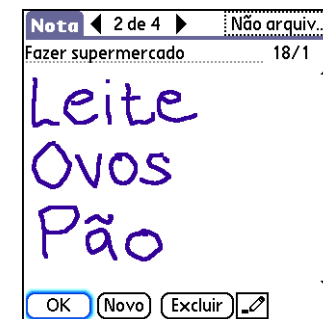 Nota 2 de 4 Não arquiv...
Fazer supermercado 18/1
Leite
Ovos
Pão
OK Novo Excluir